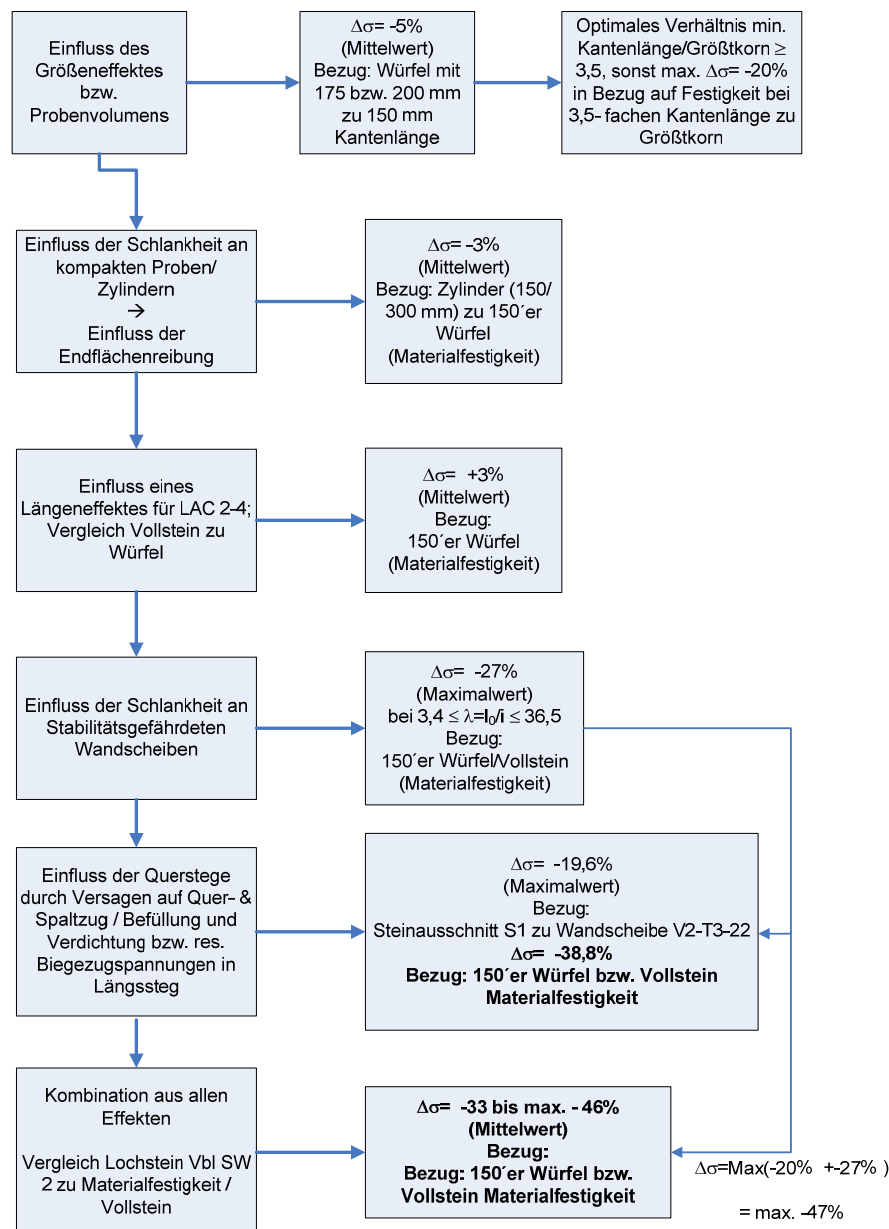 Einfluss des
Größeneffektes
bzw.
Probenvolumens
Δσ= -5%
(Mittelwert)
Bezug: Würfel mit
175 bzw. 200 mm
zu 150 mm
Kantenlänge
Optimales Verhältnis min.
Kantenlänge/Größtkorn ≥
3,5, sonst max. Δσ= -20%
in Bezug auf Festigkeit bei
3,5- fachen Kantenlänge zu
Größtkorn
Einfluss der Schlankheit an
kompakten Proben/
Zylindern
→
Einfluss der
Endflächenreibung
Δσ= -3%
(Mittelwert)
Bezug: Zylinder (150/
300 mm) zu 150´er
Würfel
(Materialfestigkeit)
Einfluss eines
Längeneffektes für LAC 2-4;
Vergleich Vollstein zu
Würfel
Δσ= +3%
(Mittelwert)
Bezug:
150´er Würfel
(Materialfestigkeit)
Einfluss der Schlankheit an
Stabilitätsgefährdeten
Wandscheiben
Δσ= -27%
(Maximalwert)
bei 3,4 ≤ λ=l₀/i ≤ 36,5
Bezug:
150´er Würfel/Vollstein
(Materialfestigkeit)
Einfluss der Querstege
durch Versagen auf Quer- &
Spaltzug / Befüllung und
Verdichtung bzw. res.
Biegezugspannungen in
Längssteg
Δσ= -19,6%
(Maximalwert)
Bezug:
Steinausschnitt S1 zu Wandscheibe V2-T3-22
Δσ= -38,8%
Bezug: 150´er Würfel bzw. Vollstein
Materialfestigkeit
Kombination aus allen
Effekten
Vergleich Lochstein Vbl SW
2 zu Materialfestigkeit /
Vollstein
Δσ= -33 bis max. - 46%
(Mittelwert)
Bezug:
Bezug: 150´er Würfel bzw.
Vollstein Materialfestigkeit
Δσ=Max(-20% +-27% )
= max. -47%